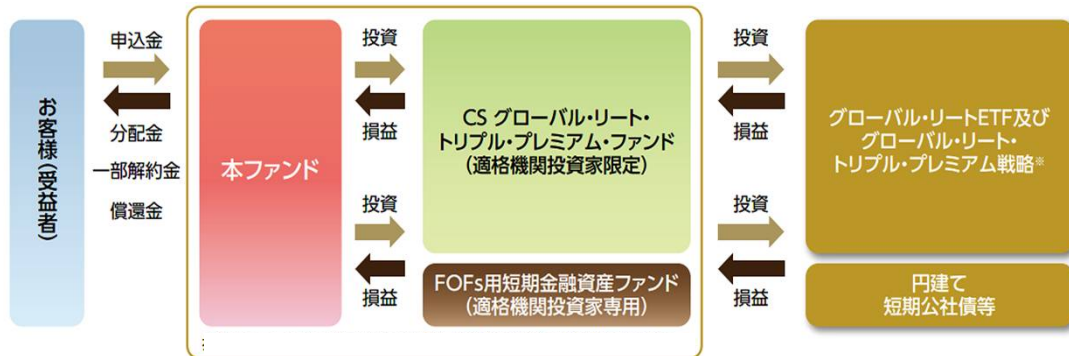 お客様(受益者)
申込金
分配金
一部解約金
償還金
本ファンド
投資
損益
投資
損益
CS グローバル・リート・
トリプル・プレミアム・ファンド
(適格機関投資家限定)
FOFs用短期金融資産ファンド
(適格機関投資家専用)
投資
損益
投資
損益
グローバル・リートETF及び
グローバル・リート・
トリプル・プレミアム戦略※
円建て
短期公社債等